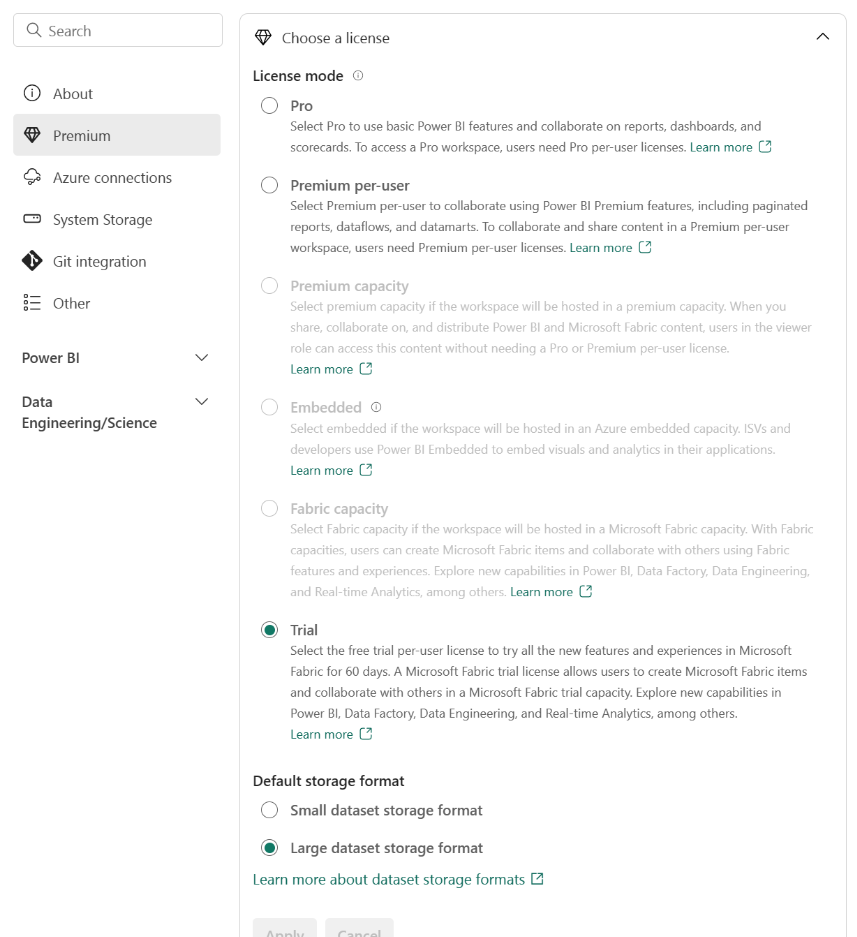 Search
About
Premium
Azure connections
System Storage
Git integration
Other
Power BI
Data
Engineering/Science
Choose a license
License mode
Pro
Select Pro to use basic Power BI features and collaborate on reports, dashboards, and
scorecards. To access a Pro workspace, users need Pro per-user licenses. Learn more
Premium per-user
Select Premium per-user to collaborate using Power BI Premium features, including paginated
reports, dataflows, and datamarts. To collaborate and share content in a Premium per-user
workspace, users need Premium per-user licenses. Learn more
Premium capacity
Select premium capacity if the workspace will be hosted in a premium capacity. When you
share, collaborate on, and distribute Power BI and Microsoft Fabric content, users in the viewer
role can access this content without needing a Pro or Premium per-user license.
Learn more
Embedded
Select embedded if the workspace will be hosted in an Azure embedded capacity. ISVs and
developers use Power BI Embedded to embed visuals and analytics in their applications.
Learn more
Fabric capacity
Select Fabric capacity if the workspace will be hosted in a Microsoft Fabric capacity. With Fabric
capacities, users can create Microsoft Fabric items and collaborate with others using Fabric
features and experiences. Explore new capabilities in Power BI, Data Factory, Data Engineering,
and Real-time Analytics, among others. Learn more
Trial
Select the free trial per-user license to try all the new features and experiences in Microsoft
Fabric for 60 days. A Microsoft Fabric trial license allows users to create Microsoft Fabric items
and collaborate with others in a Microsoft Fabric trial capacity. Explore new capabilities in
Power BI, Data Factory, Data Engineering, and Real-time Analytics, among others.
Learn more
Default storage format
Small dataset storage format
Large dataset storage format
Learn more about dataset storage formats
Apply Cancel